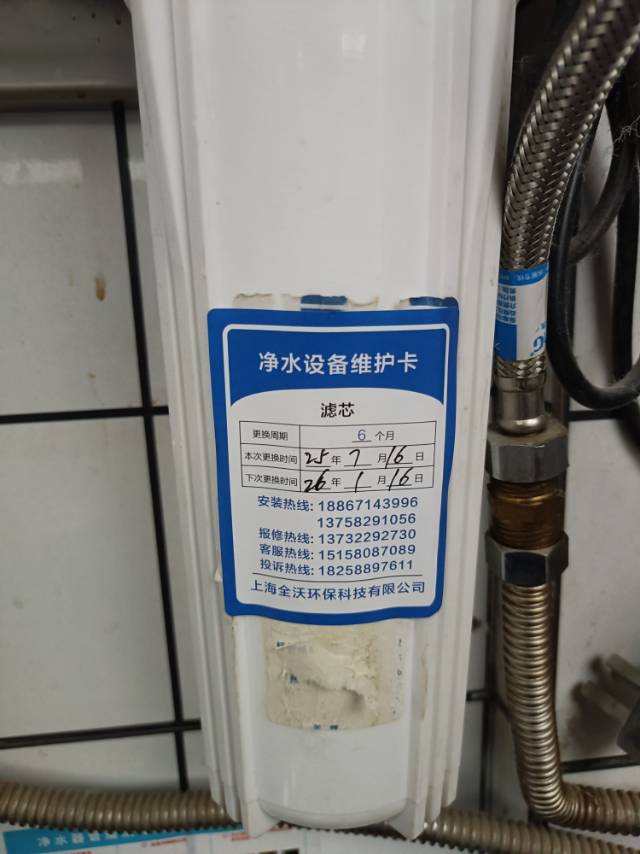 净水设备维护卡
滤芯
更换周期 6 个月
本次更换时间 25 年 7 月 16 日
下次更换时间 26 年 1 月 16 日
安装热线: 18867143996
13758291056
报修热线: 13732292730
客服热线: 15158087089
投诉热线: 18258897611
上海全沃环保科技有限公司
净水器